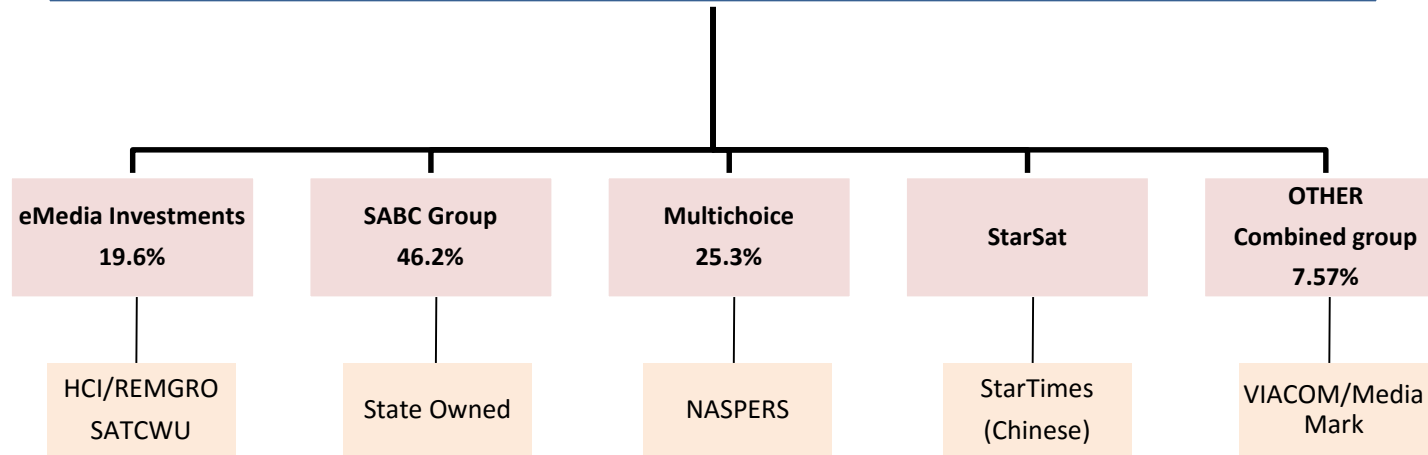 eMedia Investments
19.6%
SABC Group
46.2%
Multichoice
25.3%
StarSat
OTHER
Combined group
7.57%
HCI/REMGRO
SATCWU
State Owned
NASPERS
StarTimes
(Chinese)
VIACOM/Media
Mark